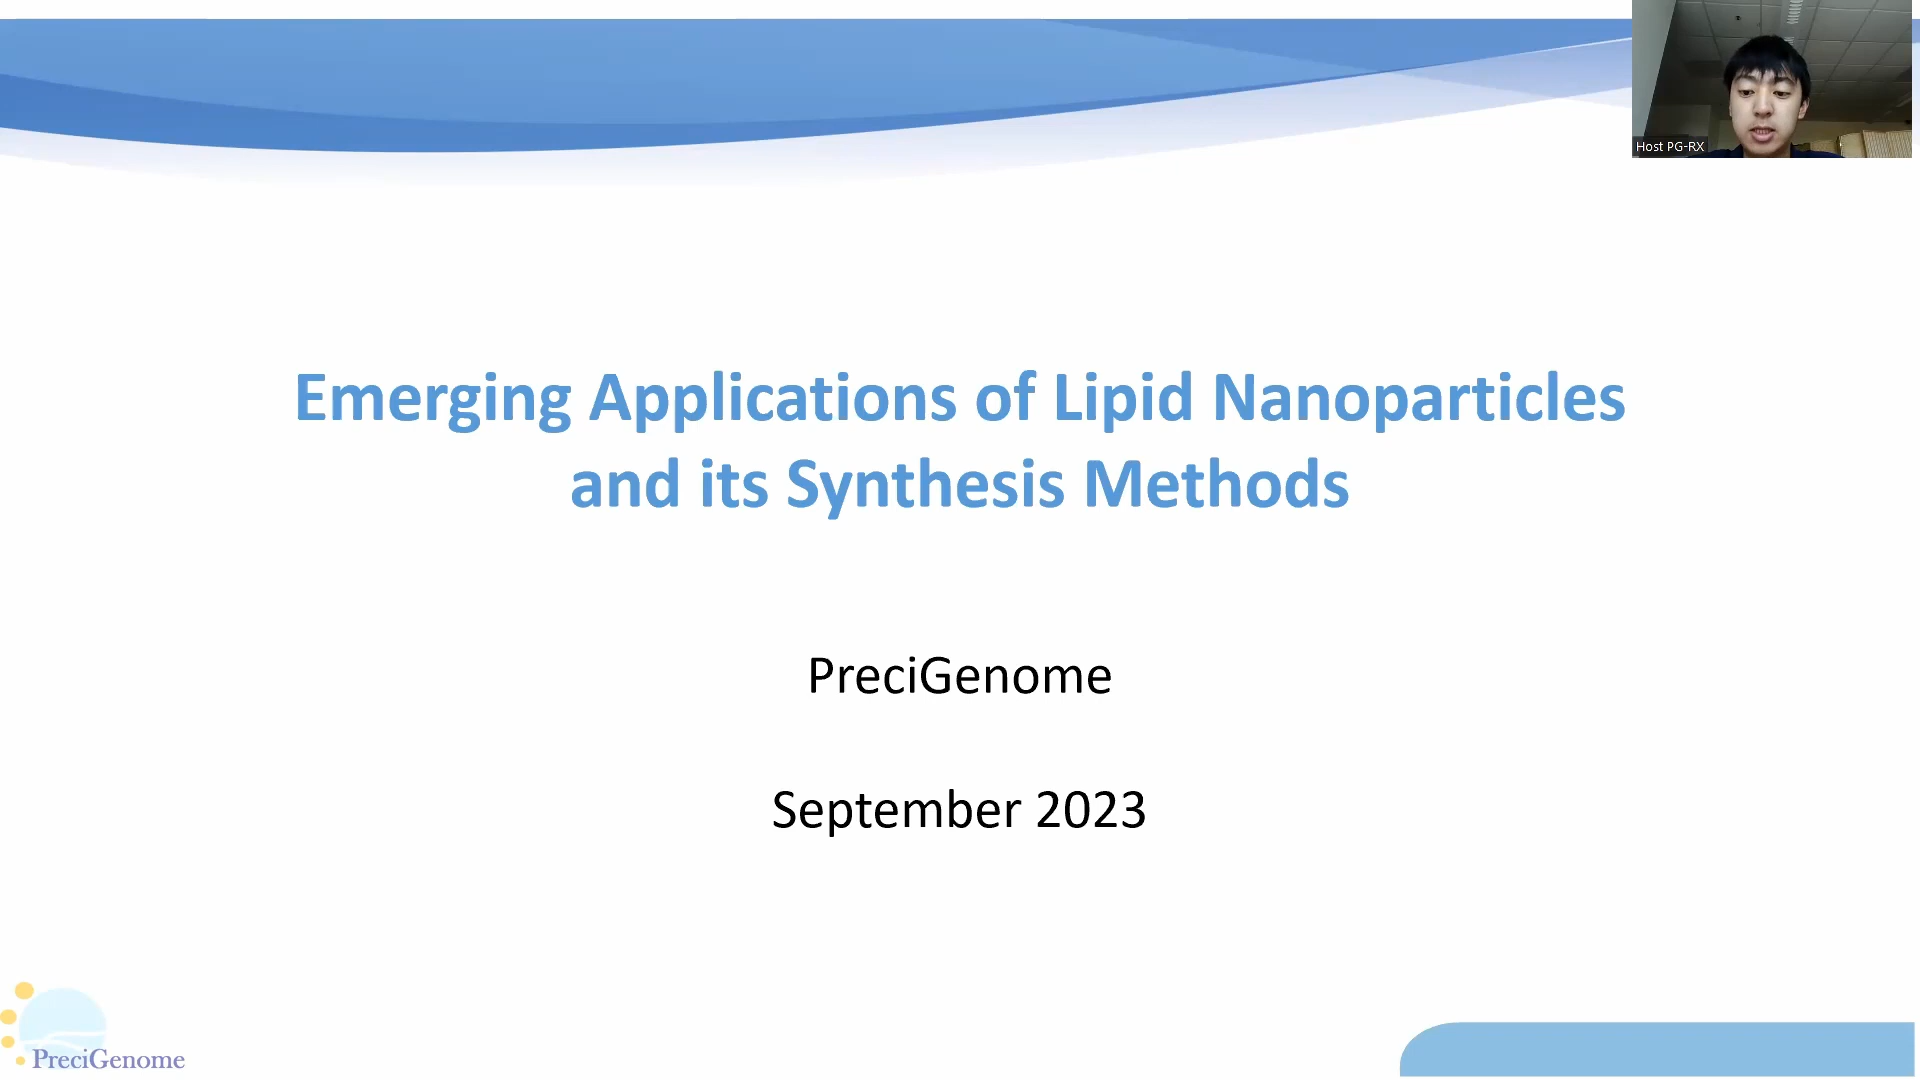 Host PG-RX
Emerging Applications of Lipid Nanoparticles
and its Synthesis Methods
PreciGenome
September 2023
PreciGenome